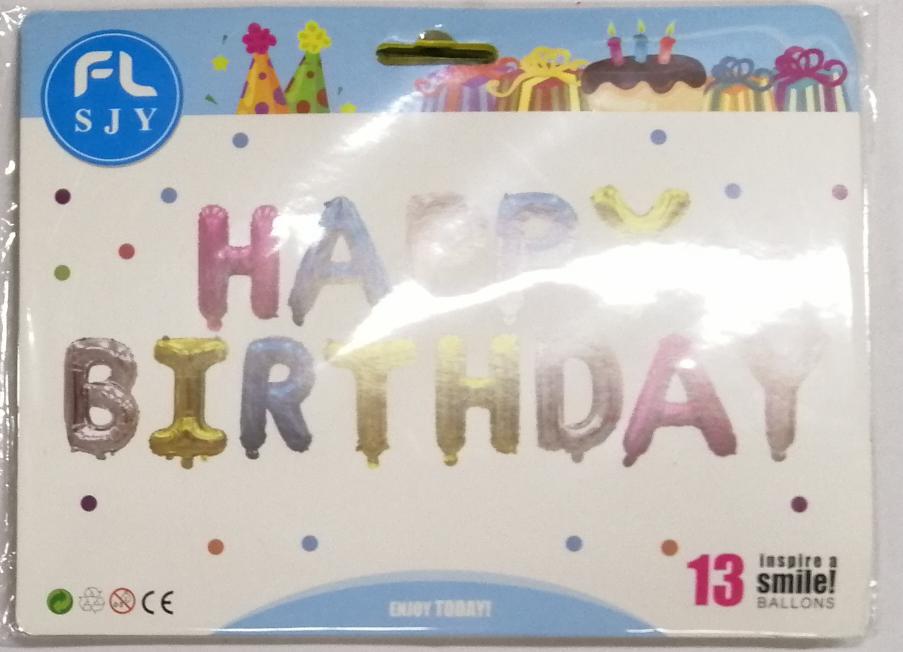 FL
SJY
HAPPY
BIRTHDAY
13
inspire a
smile!
BALLONS
CE
ENJOY TODAY!